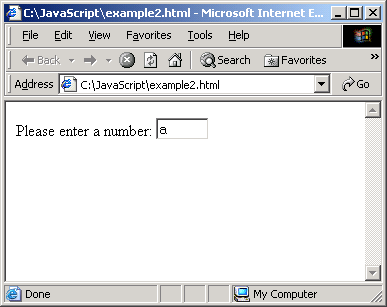 C:\JavaScript\example2.html - Microsoft Internet E...
File Edit View Favorites Tools Help
Back Search Favorites »
Address C:\JavaScript\example2.html Go
Please enter a number: a
Done My Computer